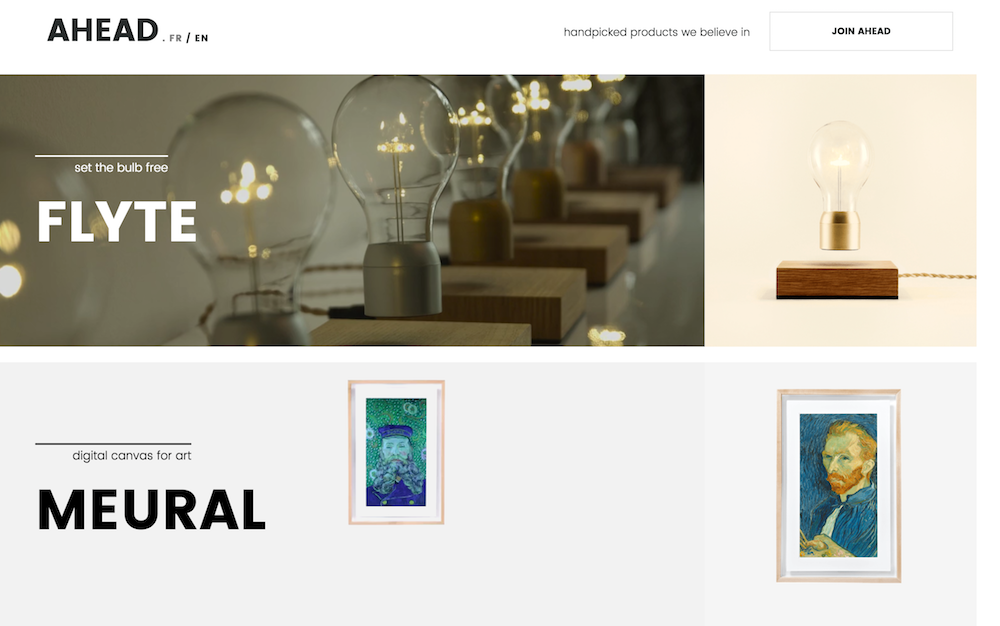 AHEAD. FR / EN
handpicked products we believe in
JOIN AHEAD
set the bulb free
FLYTE
digital canvas for art
MEURAL